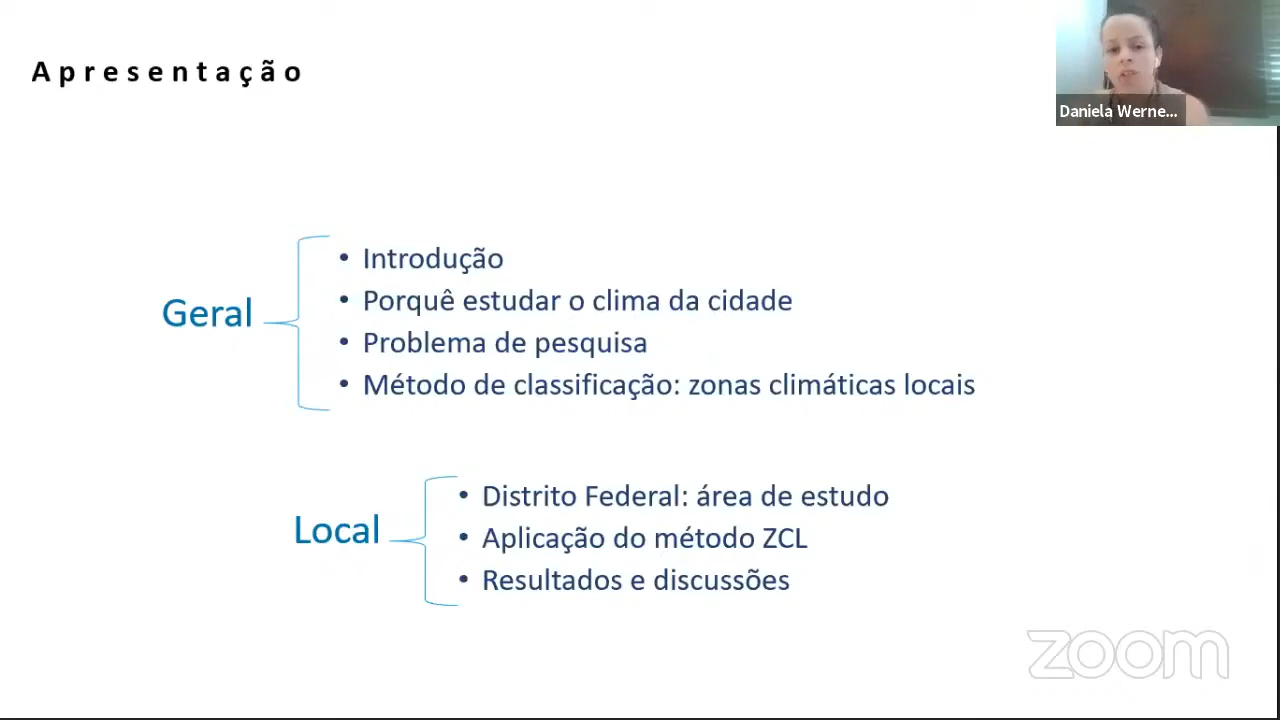 Apresentação
Daniela Werne...
Geral
• Introdução
• Porquê estudar o clima da cidade
• Problema de pesquisa
• Método de classificação: zonas climáticas locais
Local
• Distrito Federal: área de estudo
• Aplicação do método ZCL
• Resultados e discussões
zoom